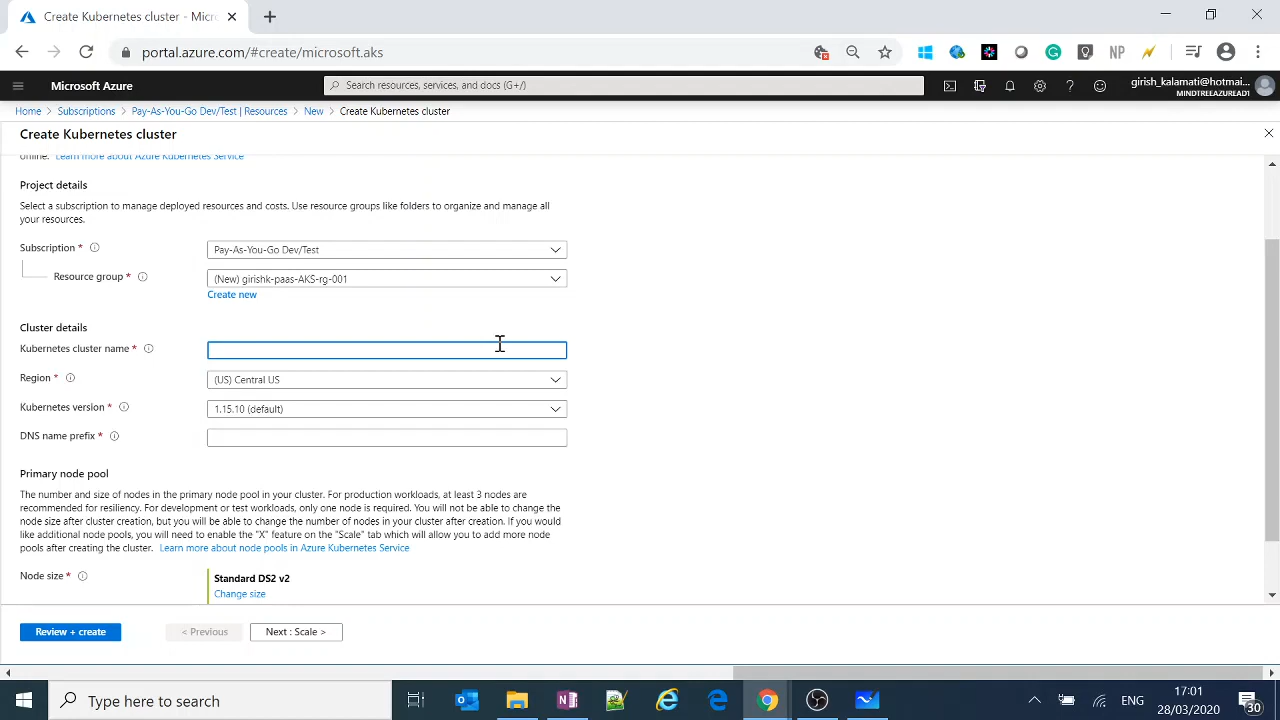 Create Kubernetes cluster - Micr
portal.azure.com/#create/microsoft.aks
NP
Microsoft Azure
Search resources, services, and docs (G+/)
girish_kalamati@hotmai...
MINDTREEAZUREAD1
Home > Subscriptions > Pay-As-You-Go Dev/Test | Resources > New > Create Kubernetes cluster
Create Kubernetes cluster
online. Learn more about Azure Kubernetes Service
Project details
Select a subscription to manage deployed resources and costs. Use resource groups like folders to organize and manage all
your resources.
Subscription *
Pay-As-You-Go Dev/Test
Resource group *
(New) girishk-paas-AKS-rg-001
Create new
Cluster details
Kubernetes cluster name *
Region *
(US) Central US
Kubernetes version *
1.15.10 (default)
DNS name prefix *
Primary node pool
The number and size of nodes in the primary node pool in your cluster. For production workloads, at least 3 nodes are
recommended for resiliency. For development or test workloads, only one node is required. You will not be able to change the
node size after cluster creation, but you will be able to change the number of nodes in your cluster after creation. If you would
like additional node pools, you will need to enable the "X" feature on the "Scale" tab which will allow you to add more node
pools after creating the cluster. Learn more about node pools in Azure Kubernetes Service
Node size *
Standard DS2 v2
Change size
Review + create
< Previous
Next : Scale >
Type here to search
ENG
17:01
28/03/2020
30